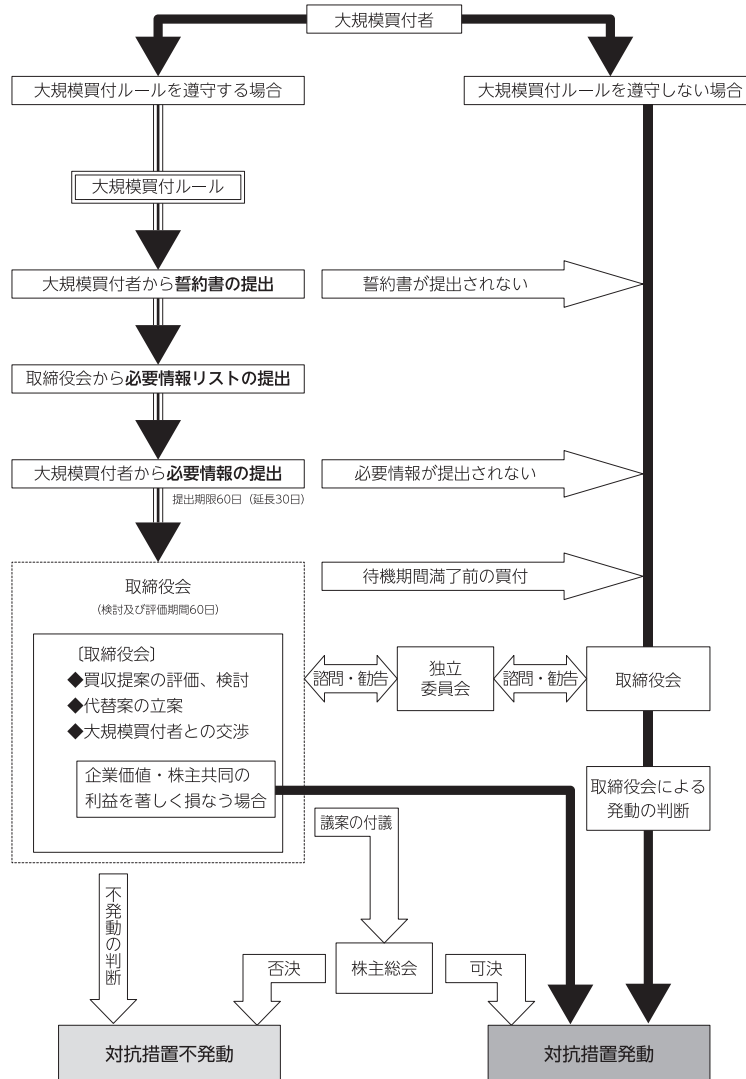 大規模買付者
大規模買付ルールを遵守する場合
大規模買付ルールを遵守しない場合
大規模買付ルール
大規模買付者から誓約書の提出
誓約書が提出されない
取締役会から必要情報リストの提出
大規模買付者から必要情報の提出
必要情報が提出されない
提出期限60日（延長30日）
待機期間満了前の買付
取締役会
（検討及び評価期間60日）
〔取締役会〕
◆買収提案の評価、検討
◆代替案の立案
◆大規模買付者との交渉
諮問・勧告
独立
委員会
諮問・勧告
取締役会
企業価値・株主共同の
利益を著しく損なう場合
取締役会による
発動の判断
議案の付議
不発動の判断
否決
株主総会
可決
対抗措置不発動
対抗措置発動